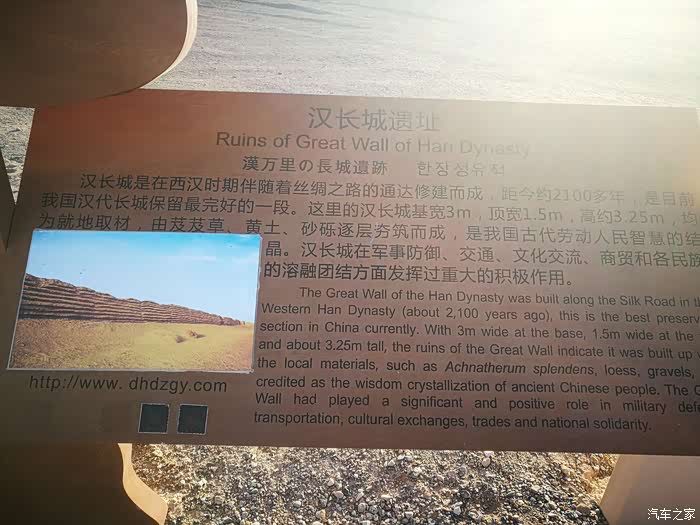 汉长城遗址
Ruins of Great Wall of Han Dynasty
漢万里の長城遺跡 한장성유적
汉长城是在西汉时期伴随着丝绸之路的通达修建而成，距今约2100多年，是目前
我国汉代长城保留最完好的一段。这里的汉长城基宽3m，顶宽1.5m，高约3.25m，均
为就地取材，由芨芨草、黄土、砂砾逐层夯筑而成，是我国古代劳动人民智慧的结
晶。汉长城在军事防御、交通、文化交流、商贸和各民族
的溶融团结方面发挥过重大的积极作用。
The Great Wall of the Han Dynasty was built along the Silk Road in
Western Han Dynasty (about 2,100 years ago), this is the best
section in China currently. With 3m wide at the base, 1.5m wide at the
and about 3.25m tall, the ruins of the Great Wall indicate it was built up
the local materials, such as Achnatherum splendens, loess, gravels,
credited as the wisdom crystallization of ancient Chinese people. The
Wall had played a significant and positive role in military
transportation, cultural exchanges, trades and national solidarity.
http://www. dhdzgy.com
汽车之家